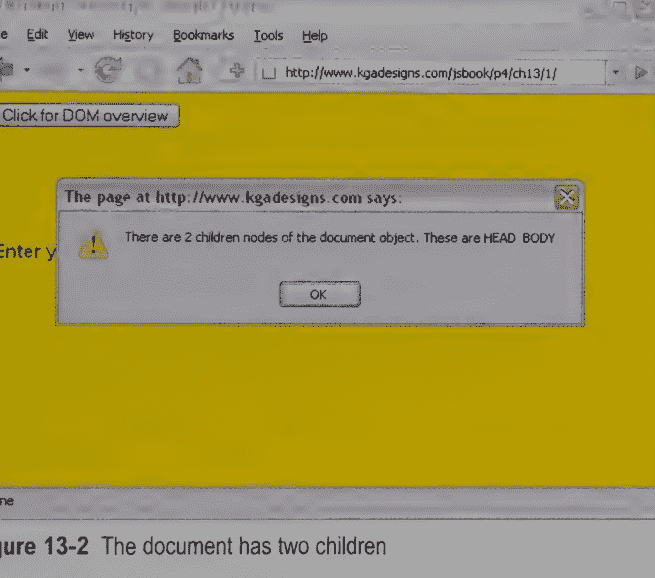 e Edit View History Bookmarks Tools Help
http://www.kgadesigns.com/jsbook/p4/ch13/1/
Click for DOM overview
The page at http://www.kgadesigns.com says:
There are 2 children nodes of the document object. These are HEAD BODY
Enter y
OK
ne
gure 13-2 The document has two children